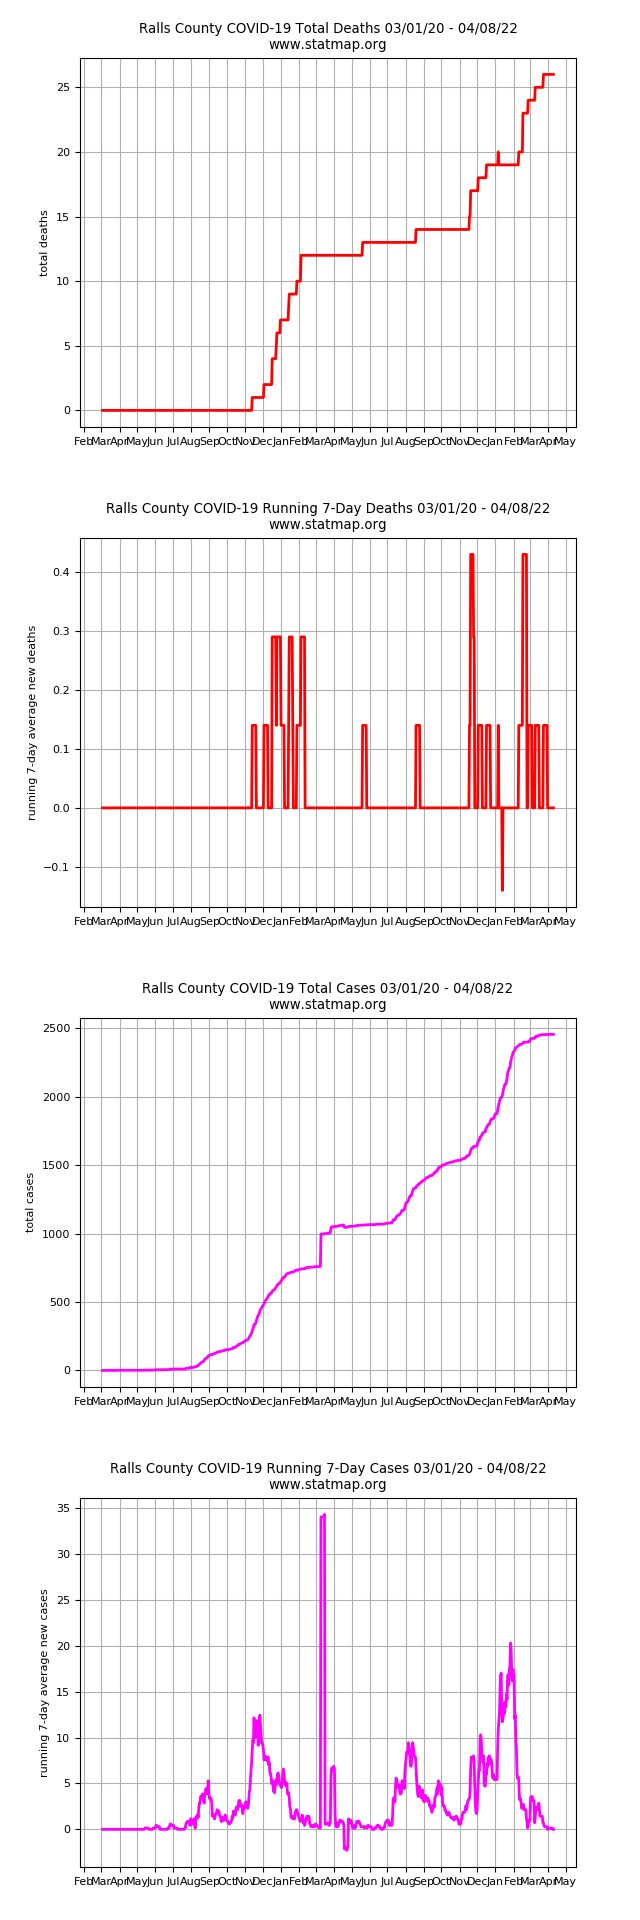 Ralls County COVID-19 Total Deaths 03/01/20 - 04/08/22
www.statmap.org
total deaths
25
20
15
10
5
0
Feb Mar Apr May Jun Jul Aug Sep Oct Nov Dec Jan Feb Mar Apr May Jun Jul Aug Sep Oct Nov Dec Jan Feb Mar Apr May
Ralls County COVID-19 Running 7-Day Deaths 03/01/20 - 04/08/22
www.statmap.org
running 7-day average new deaths
0.4
0.3
0.2
0.1
0.0
−0.1
Feb Mar Apr May Jun Jul Aug Sep Oct Nov Dec Jan Feb Mar Apr May Jun Jul Aug Sep Oct Nov Dec Jan Feb Mar Apr May
Ralls County COVID-19 Total Cases 03/01/20 - 04/08/22
www.statmap.org
total cases
2500
2000
1500
1000
500
0
Feb Mar Apr May Jun Jul Aug Sep Oct Nov Dec Jan Feb Mar Apr May Jun Jul Aug Sep Oct Nov Dec Jan Feb Mar Apr May
Ralls County COVID-19 Running 7-Day Cases 03/01/20 - 04/08/22
www.statmap.org
running 7-day average new cases
35
30
25
20
15
10
5
0
Feb Mar Apr May Jun Jul Aug Sep Oct Nov Dec Jan Feb Mar Apr May Jun Jul Aug Sep Oct Nov Dec Jan Feb Mar Apr May